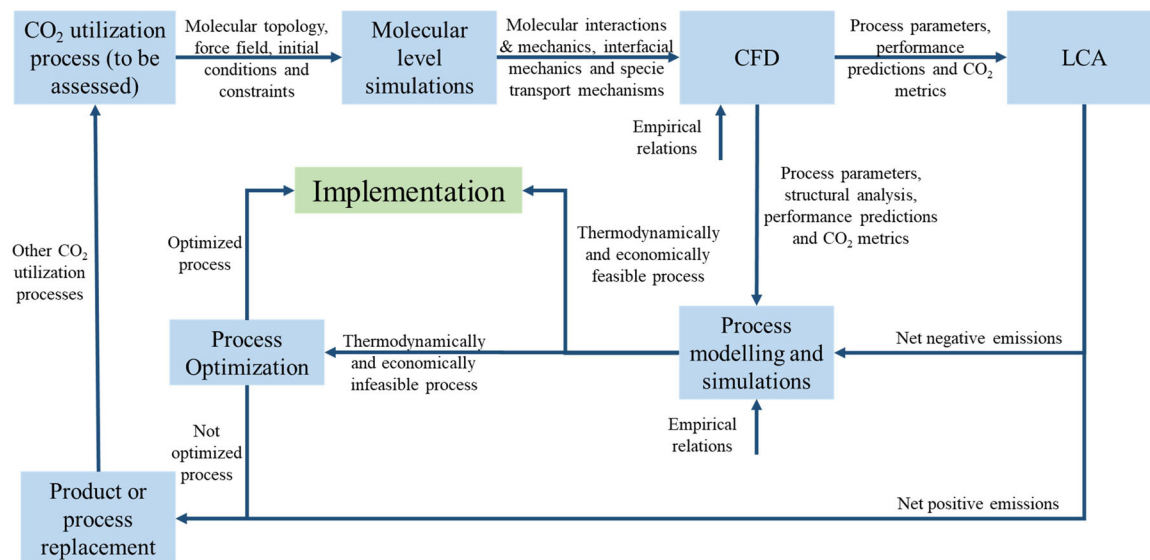 CO₂ utilization
process (to be
assessed)
Molecular topology,
force field, initial
conditions and
constraints
Molecular
level
simulations
Molecular interactions
& mechanics, interfacial
mechanics and specie
transport mechanisms
CFD
Process parameters,
performance
predictions and CO₂
metrics
LCA
Empirical
relations
Process parameters,
structural analysis,
performance predictions
and CO₂ metrics
Implementation
Other CO₂
utilization
processes
Optimized
process
Thermodynamically
and economically
feasible process
Process
Optimization
Thermodynamically
and economically
infeasible process
Process
modelling and
simulations
Net negative emissions
Not
optimized
process
Empirical
relations
Product or
process
replacement
Net positive emissions